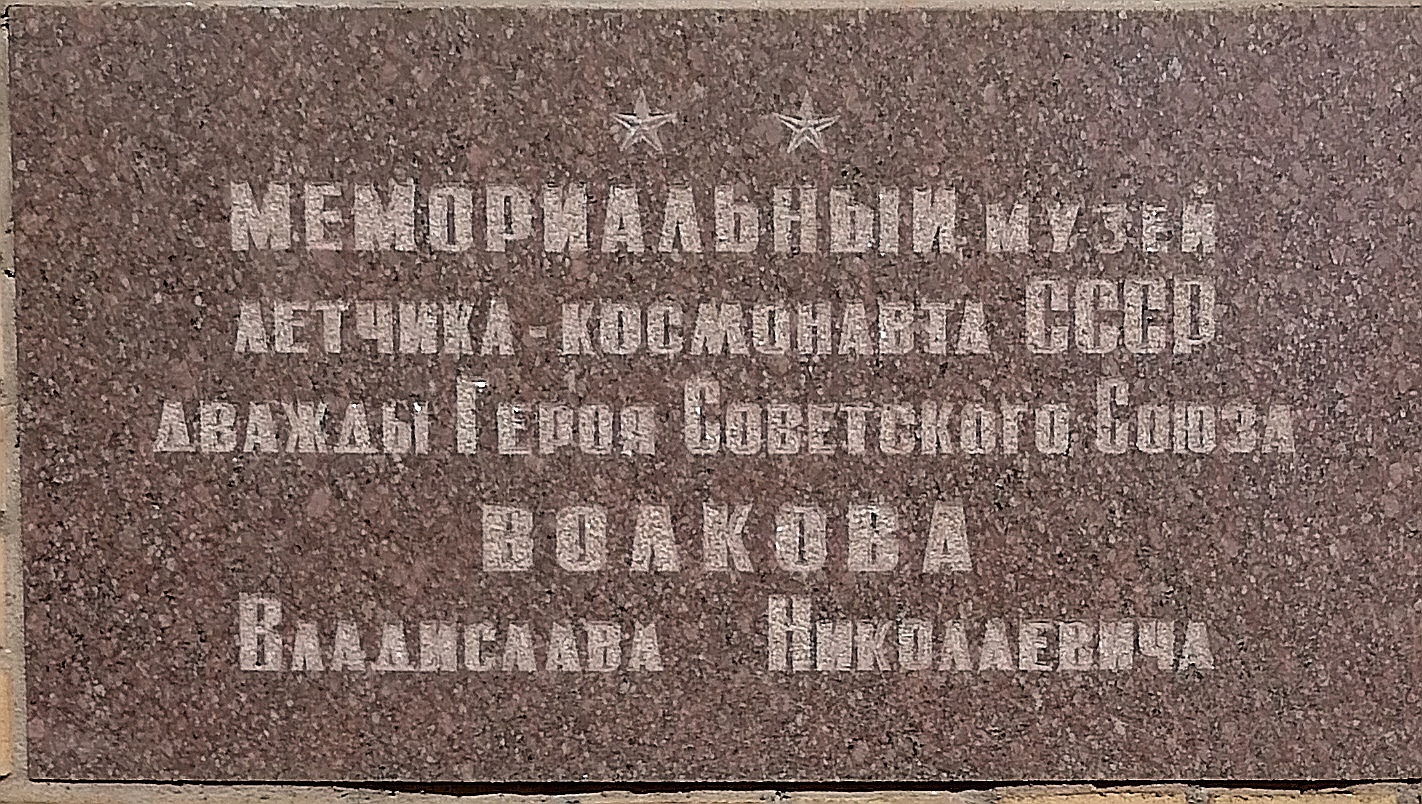 МЕМОРИАЛЬНЫЙ МУЗЕЙ
ЛЕТЧИКА-КОСМОНАВТА СССР
ДВАЖДЫ ГЕРОЯ СОВЕТСКОГО СОЮЗА
ВОЛКОВА
ВЛАДИСЛАВА НИКОЛАЕВИЧА